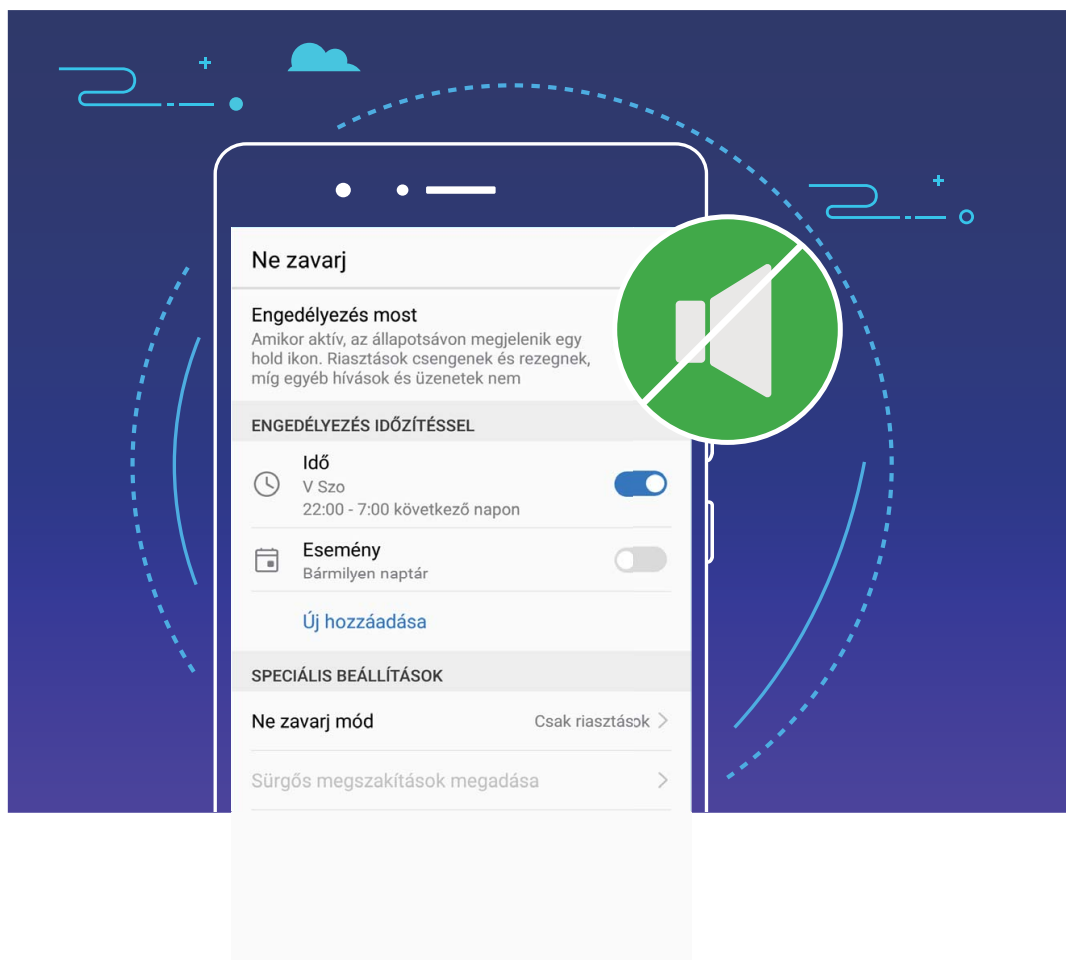 Ne zavarj
Engedélyezés most
Amikor aktív, az állapotsávon megjelenik egy
hold ikon. Riasztások csengenek és rezegnek,
míg egyéb hívások és üzenetek nem
ENGEDÉLYEZÉS IDŐZÍTÉSSEL
Idő
V Szo
22:00 - 7:00 következő napon
Esemény
Bármilyen naptár
Új hozzáadása
SPECIÁLIS BEÁLLÍTÁSOK
Ne zavarj mód Csak riasztások
Sürgős megszakítások megadása